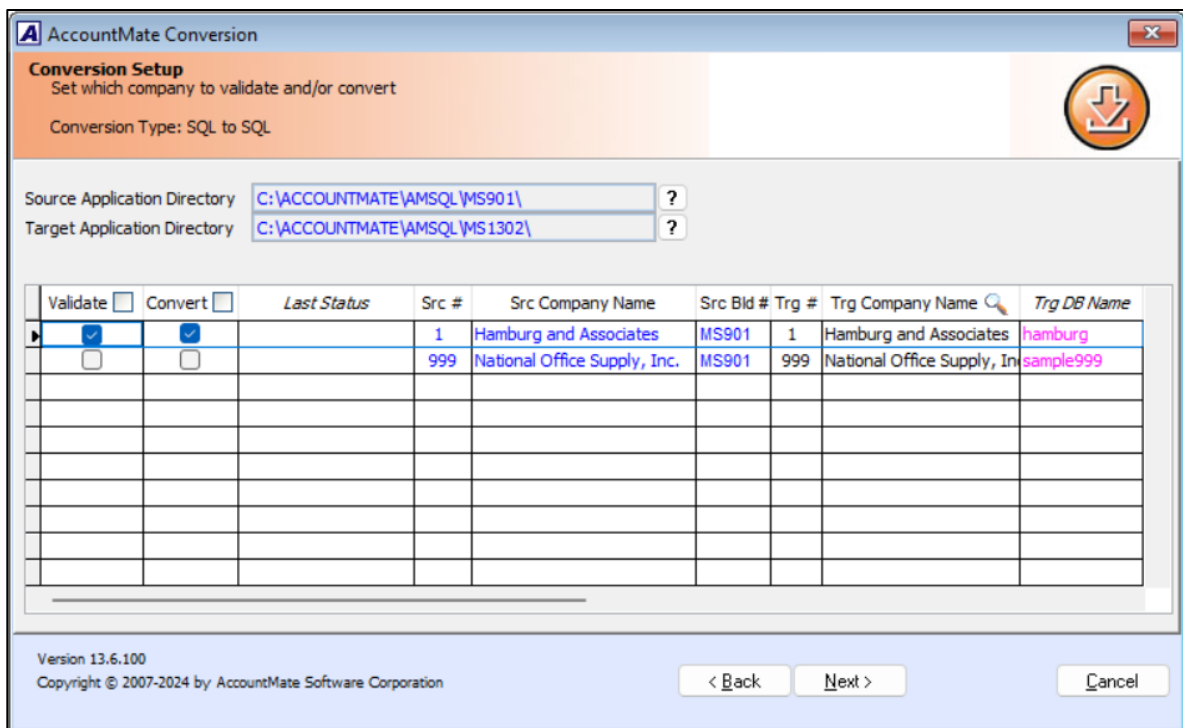 AccountMate Conversion
Conversion Setup
Set which company to validate and/or convert
Conversion Type: SQL to SQL
Source Application Directory C:\ACCOUNTMATE\AMSQL\MS901\ ?
Target Application Directory C:\ACCOUNTMATE\AMSQL\MS1302\ ?
Validate Convert Last Status Src # Src Company Name Src Bld # Trg # Trg Company Name Trg DB Name
1 Hamburg and Associates MS901 1 Hamburg and Associates hamburg
999 National Office Supply, Inc. MS901 999 National Office Supply, In sample999
Version 13.6.100
Copyright © 2007-2024 by AccountMate Software Corporation
< Back Next > Cancel